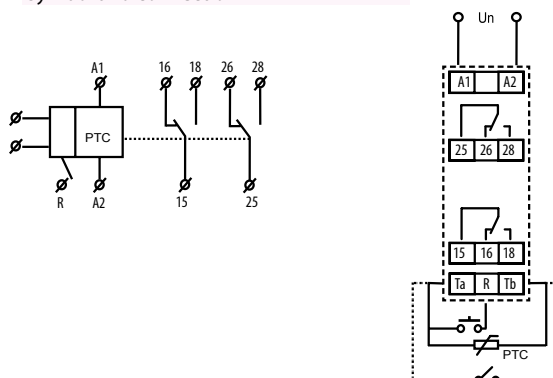 Un
A1 16 18 26 28
PTC
R A2 15 25
A1 A2
25 26 28
15 16 18
Ta R Tb
PTC